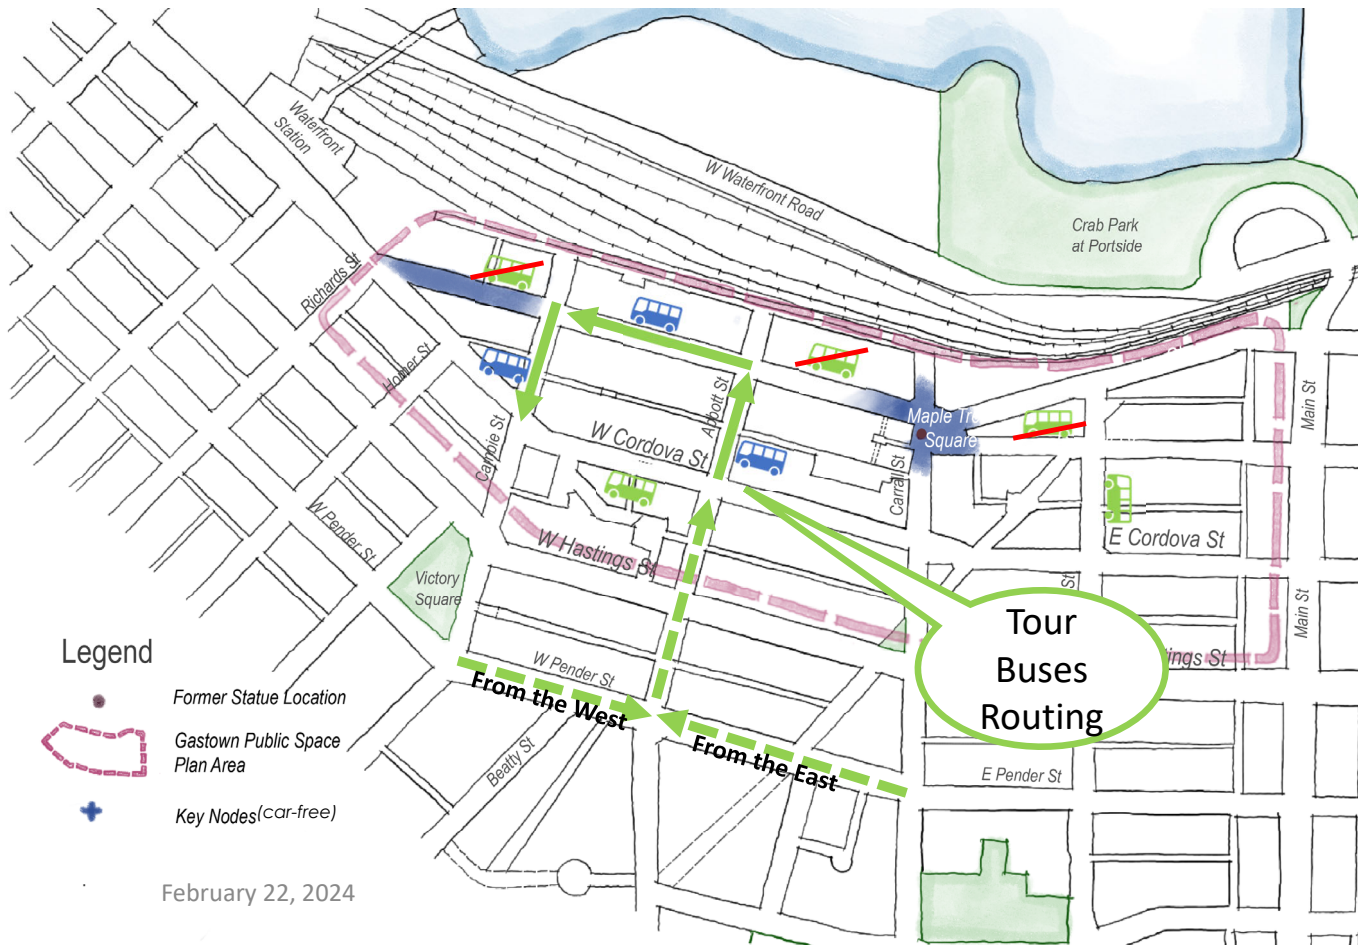 Waterfront
Station
W Waterfront Road
Crab Park
at Portside
Richards St
Homer St
Cambie St
Abbott St
W Cordova St
Maple Tre
Square
Carrall St
Main St
E Cordova St
W Pender St
W Hastings St
Victory
Square
St
Main St
tings St
Tour
Buses
Routing
W Pender St
From the West
From the East
Beatty St
E Pender St
Legend
Former Statue Location
Gastown Public Space
Plan Area
Key Nodes(car-free)
February 22, 2024